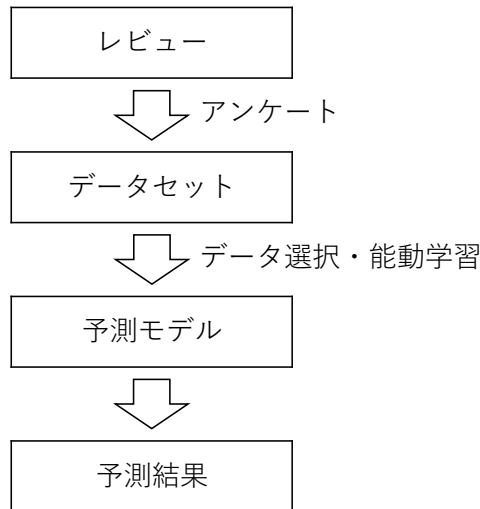 レビュー
アンケート
データセット
データ選択・能動学習
予測モデル
予測結果